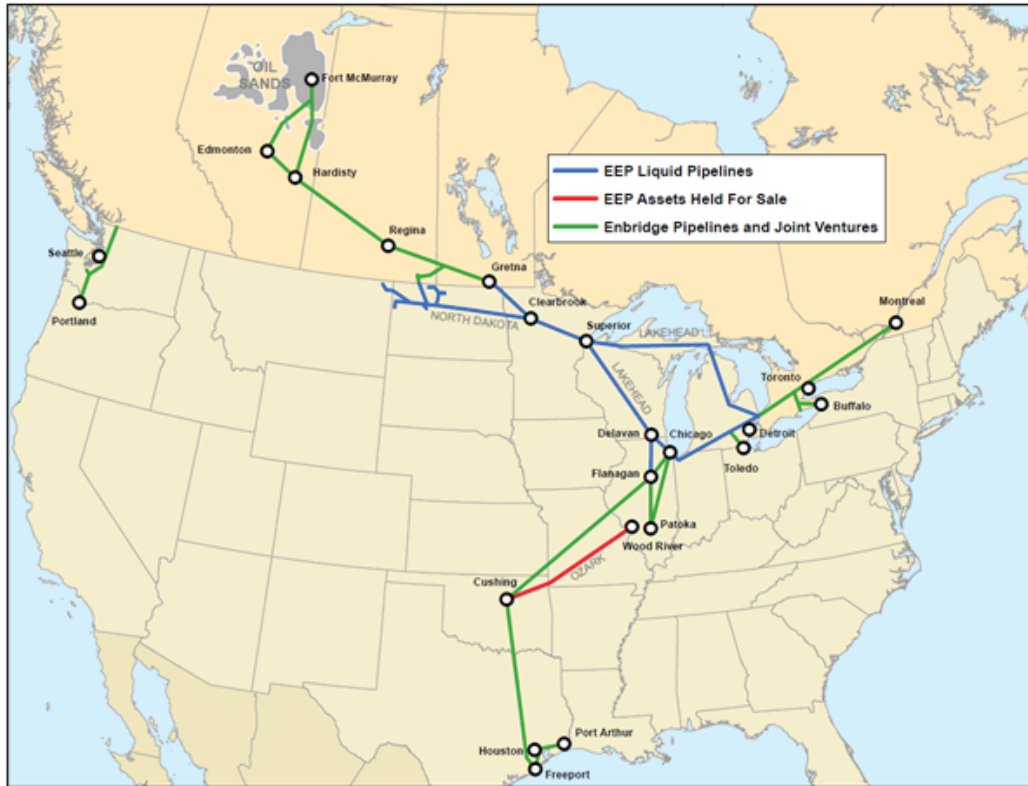 OIL
SANDS
Fort McMurray
Edmonton
Hardisty
EEP Liquid Pipelines
EEP Assets Held For Sale
Enbridge Pipelines and Joint Ventures
Regina
Seattle
Gretna
Portland
Clearbrook
NORTH DAKOTA
Superior
LAKEHEAD
Montreal
LAKEHEAD
Toronto
Buffalo
Delavan
Chicago
Detroit
Toledo
Flanagan
Patoka
Wood River
OZARK
Cushing
Port Arthur
Houston
Freeport